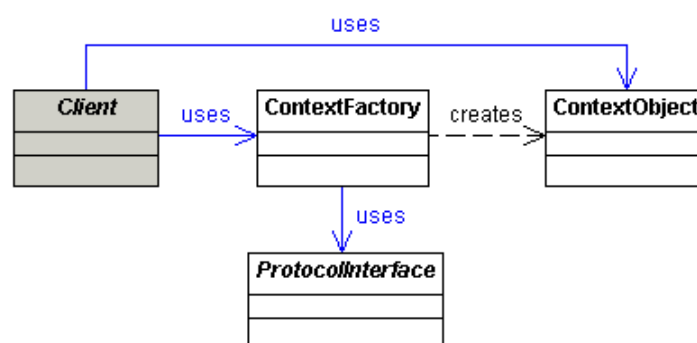 uses
Client
uses
ContextFactory
creates
ContextObject
uses
ProtocolInterface